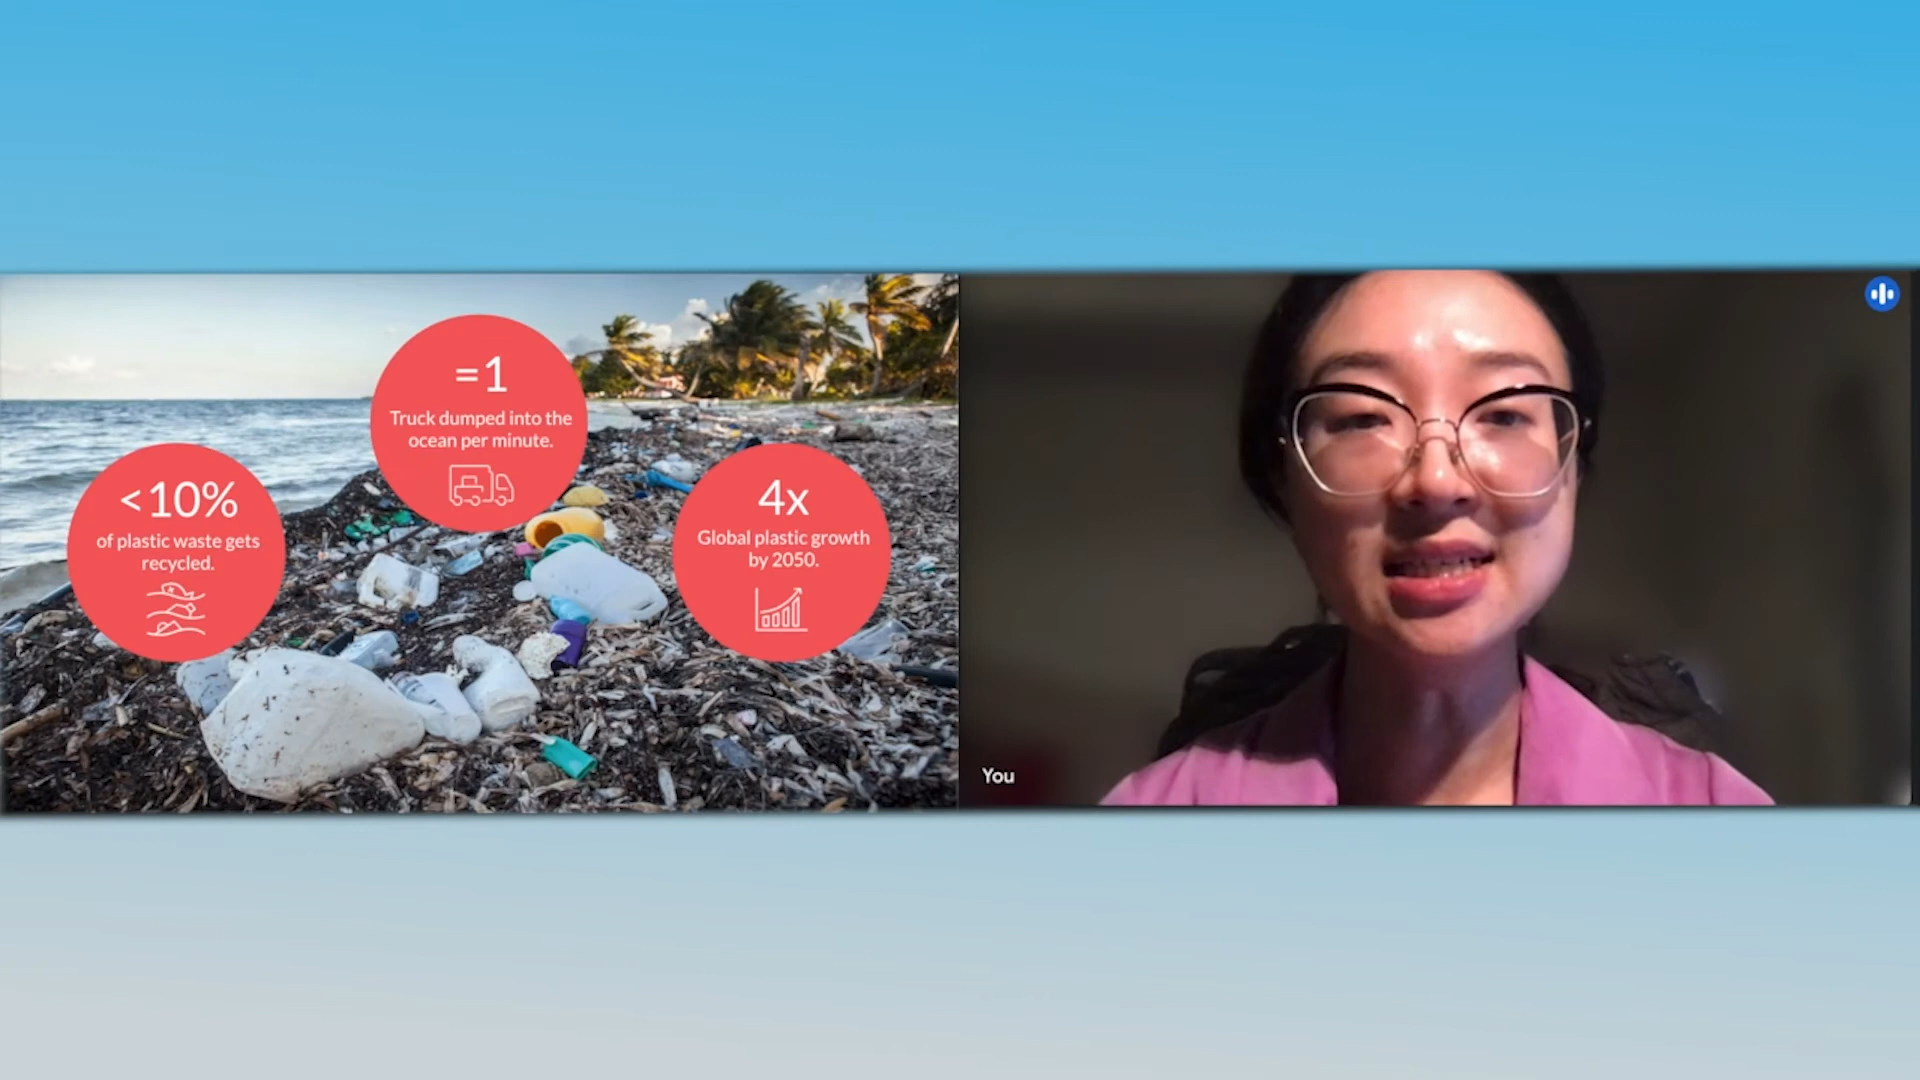 =1
Truck dumped into the
ocean per minute.
<10%
of plastic waste gets
recycled.
4x
Global plastic growth
by 2050.
You